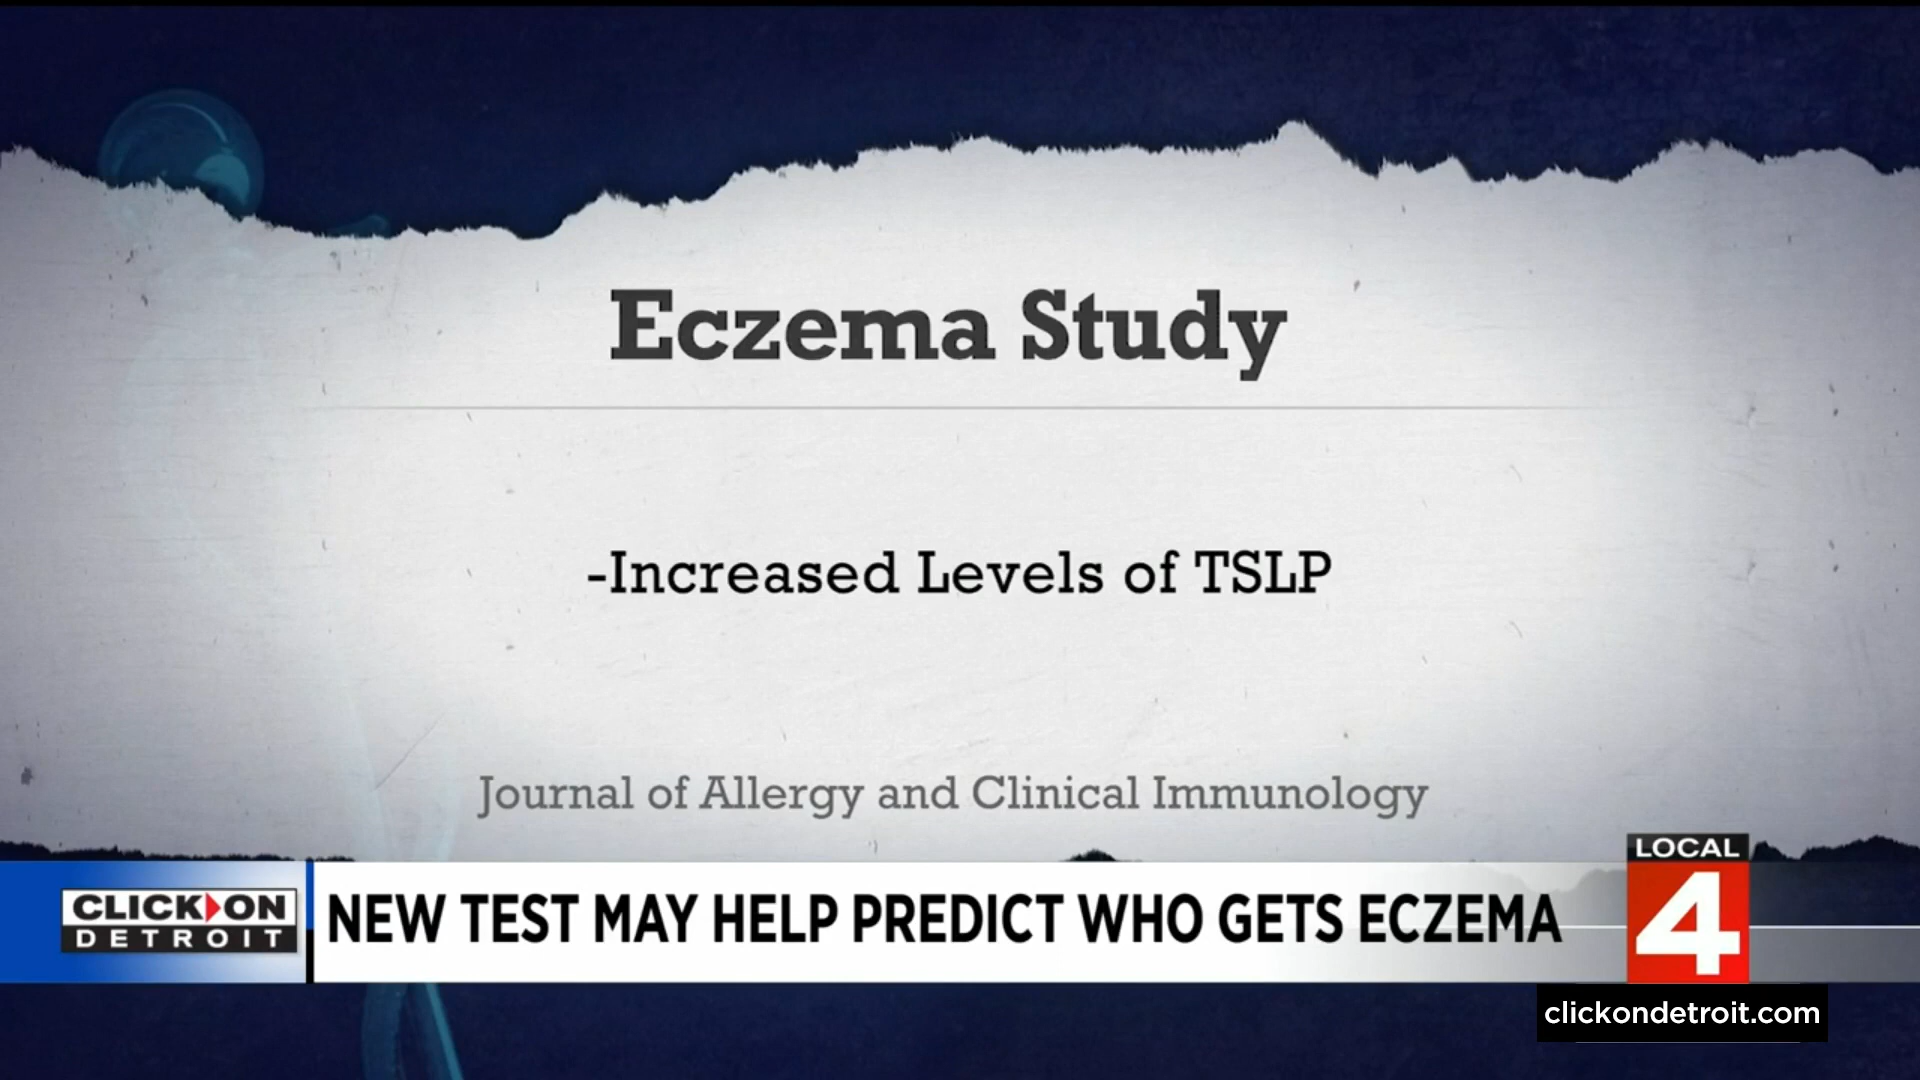 Eczema Study
-Increased Levels of TSLP
Journal of Allergy and Clinical Immunology
CLICK ON
DETROIT
NEW TEST MAY HELP PREDICT WHO GETS ECZEMA
LOCAL
4
clickondetroit.com